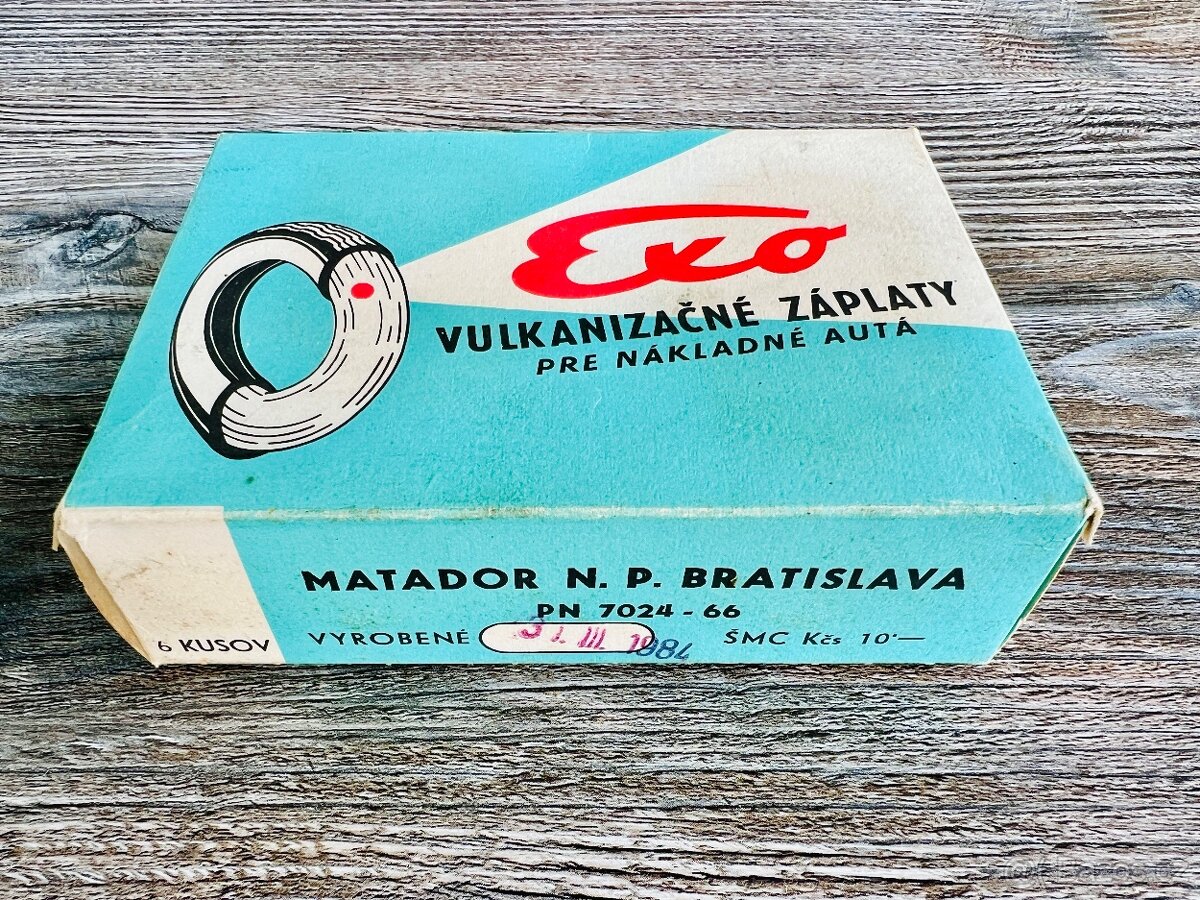 Exo
VULKANIZAČNÉ ZÁPLATY
PRE NÁKLADNÉ AUTÁ
MATADOR N. P. BRATISLAVA
PN 7024 - 66
6 KUSOV
VYROBENÉ 31. III. 1984
ŠMC Kčs 10·—